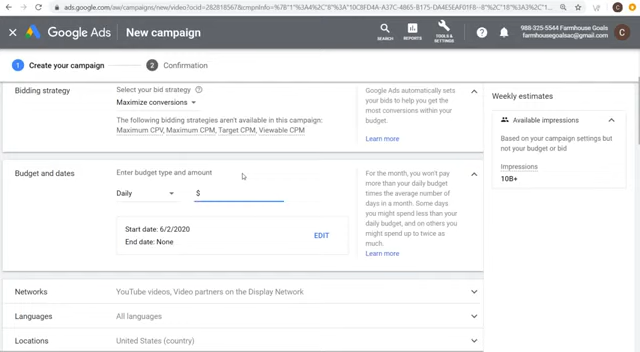 ads.google.com/aw/campaigns/new/video?ocid=282818567&cmpnInfo=%7B"1"%3A4%2C"8"%3A"10C8FD4A-A37C-4865-B175-DA4E5EAF01F8--8"%2C"18"%3A%2C"1...
C
Google Ads
New campaign
SEARCH
REPORTS
TOOLS & SETTINGS
988-325-5544 Farmhouse Goals
farmhousegoalsac@gmail.com
C
1 Create your campaign
2 Confirmation
Bidding strategy
Select your bid strategy
Maximize conversions
The following bidding strategies aren't available in this campaign:
Maximum CPV, Maximum CPM, Target CPM, Viewable CPM
Google Ads automatically sets your bids to help you get the most conversions within your budget.
Learn more
Weekly estimates
Available impressions
Based on your campaign settings but not your budget or bid
Impressions
10B+
Budget and dates
Enter budget type and amount
Daily
$
Start date: 6/2/2020
End date: None
EDIT
For the month, you won't pay more than your daily budget times the average number of days in a month. Some days you might spend less than your daily budget, and on others you might spend up to twice as much.
Learn more
Networks
YouTube videos, Video partners on the Display Network
Languages
All languages
Locations
United States (country)